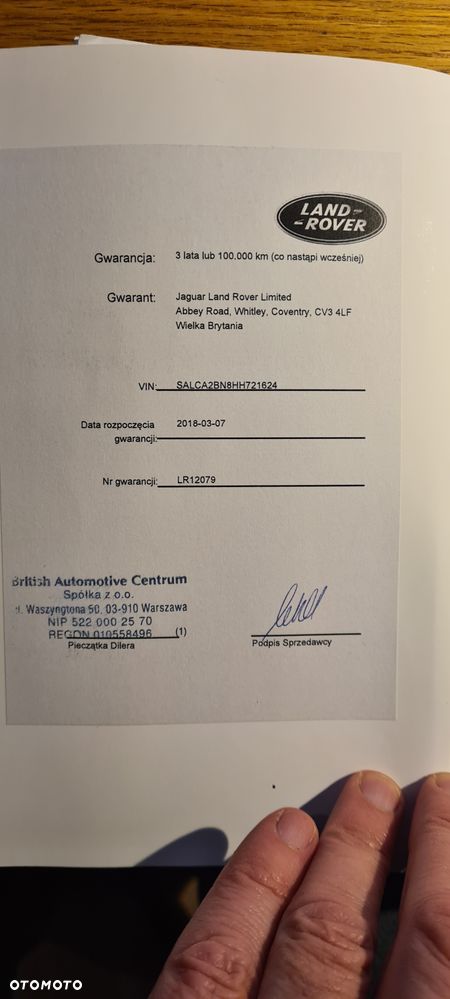 LAND-
-ROVER
Gwarancja: 3 lata lub 100.000 km (co nastąpi wcześniej)
Gwarant: Jaguar Land Rover Limited
Abbey Road, Whitley, Coventry, CV3 4LF
Wielka Brytania
VIN: SALCA2BN8HH721624
Data rozpoczęcia 2018-03-07
gwarancji:
Nr gwarancji: LR12079
British Automotive Centrum
Spółka z o.o.
ul. Waszyngtona 50, 03-910 Warszawa
NIP 522 000 25 70
REGON 010558496 (1)
Pieczątka Dilera
Podpis Sprzedawcy
OTOMOTO